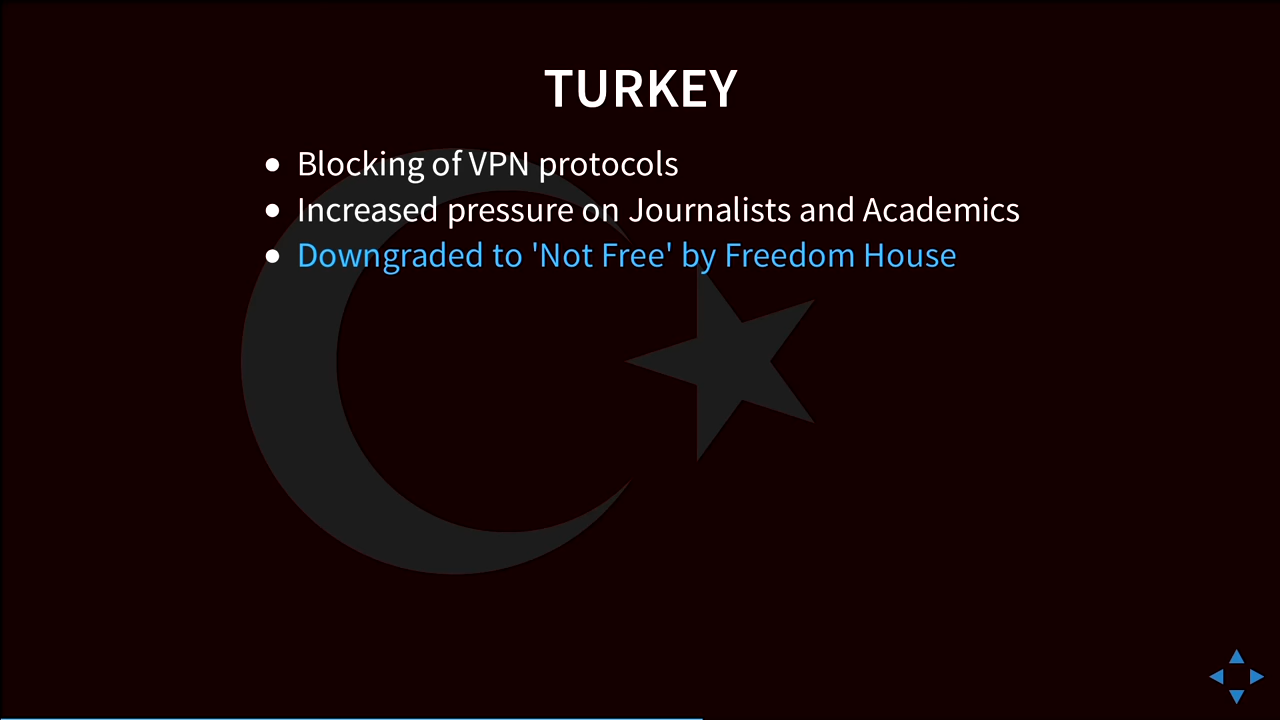 TURKEY
Blocking of VPN protocols
Increased pressure on Journalists and Academics
Downgraded to 'Not Free' by Freedom House